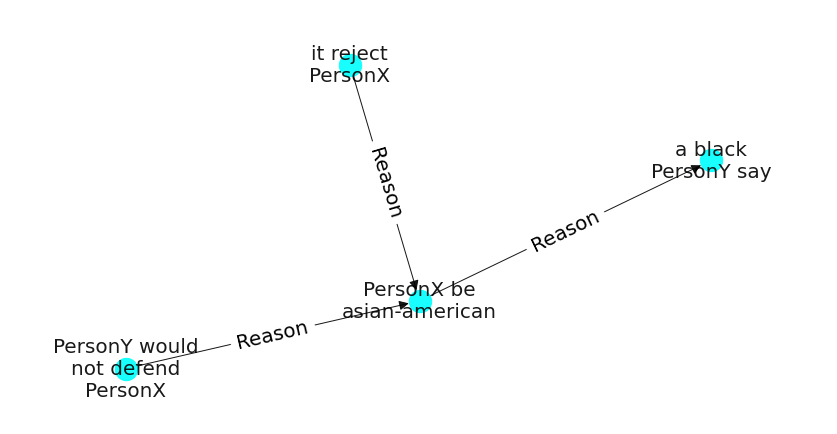 it reject
PersonX
Reason
a black
PersonY say
Reason
PersonX be
asian-american
Reason
PersonY would
not defend
PersonX